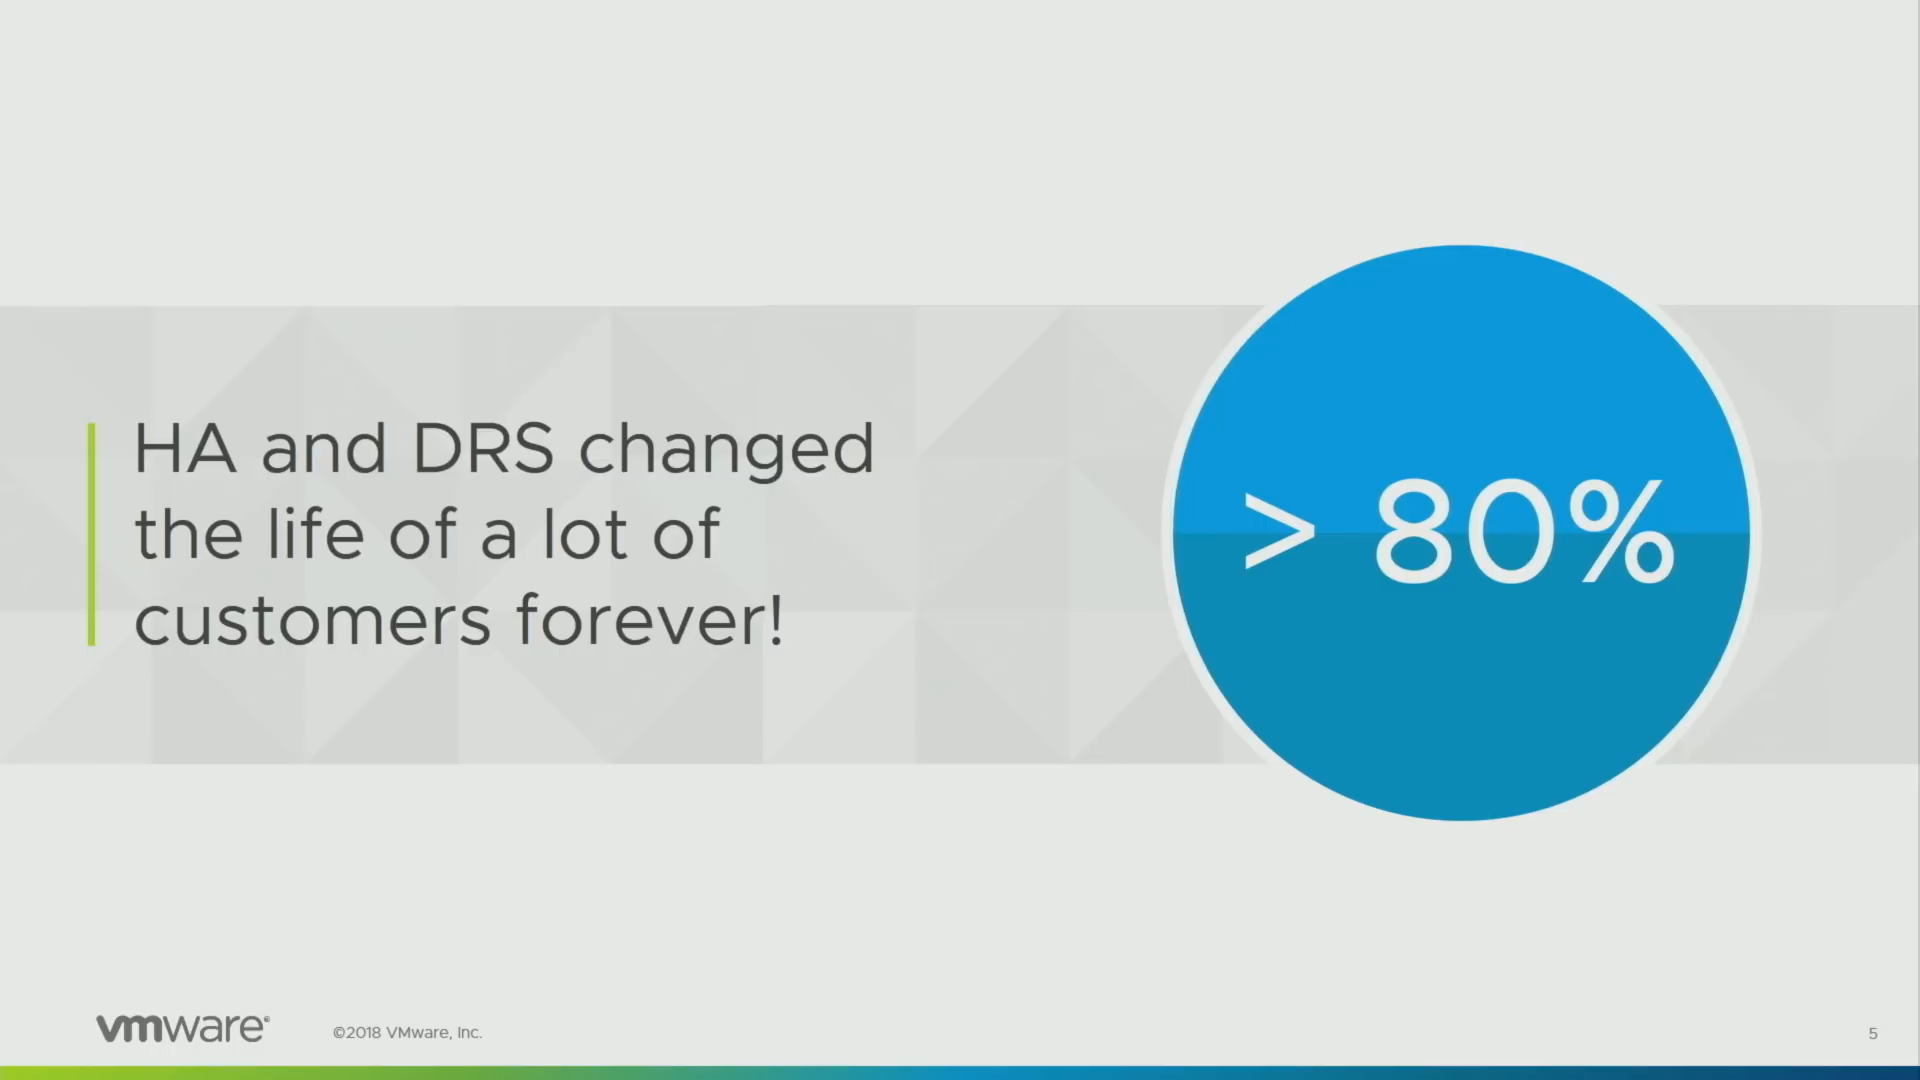 HA and DRS changed
the life of a lot of
customers forever!
> 80%
vmware®
©2018 VMware, Inc.
5